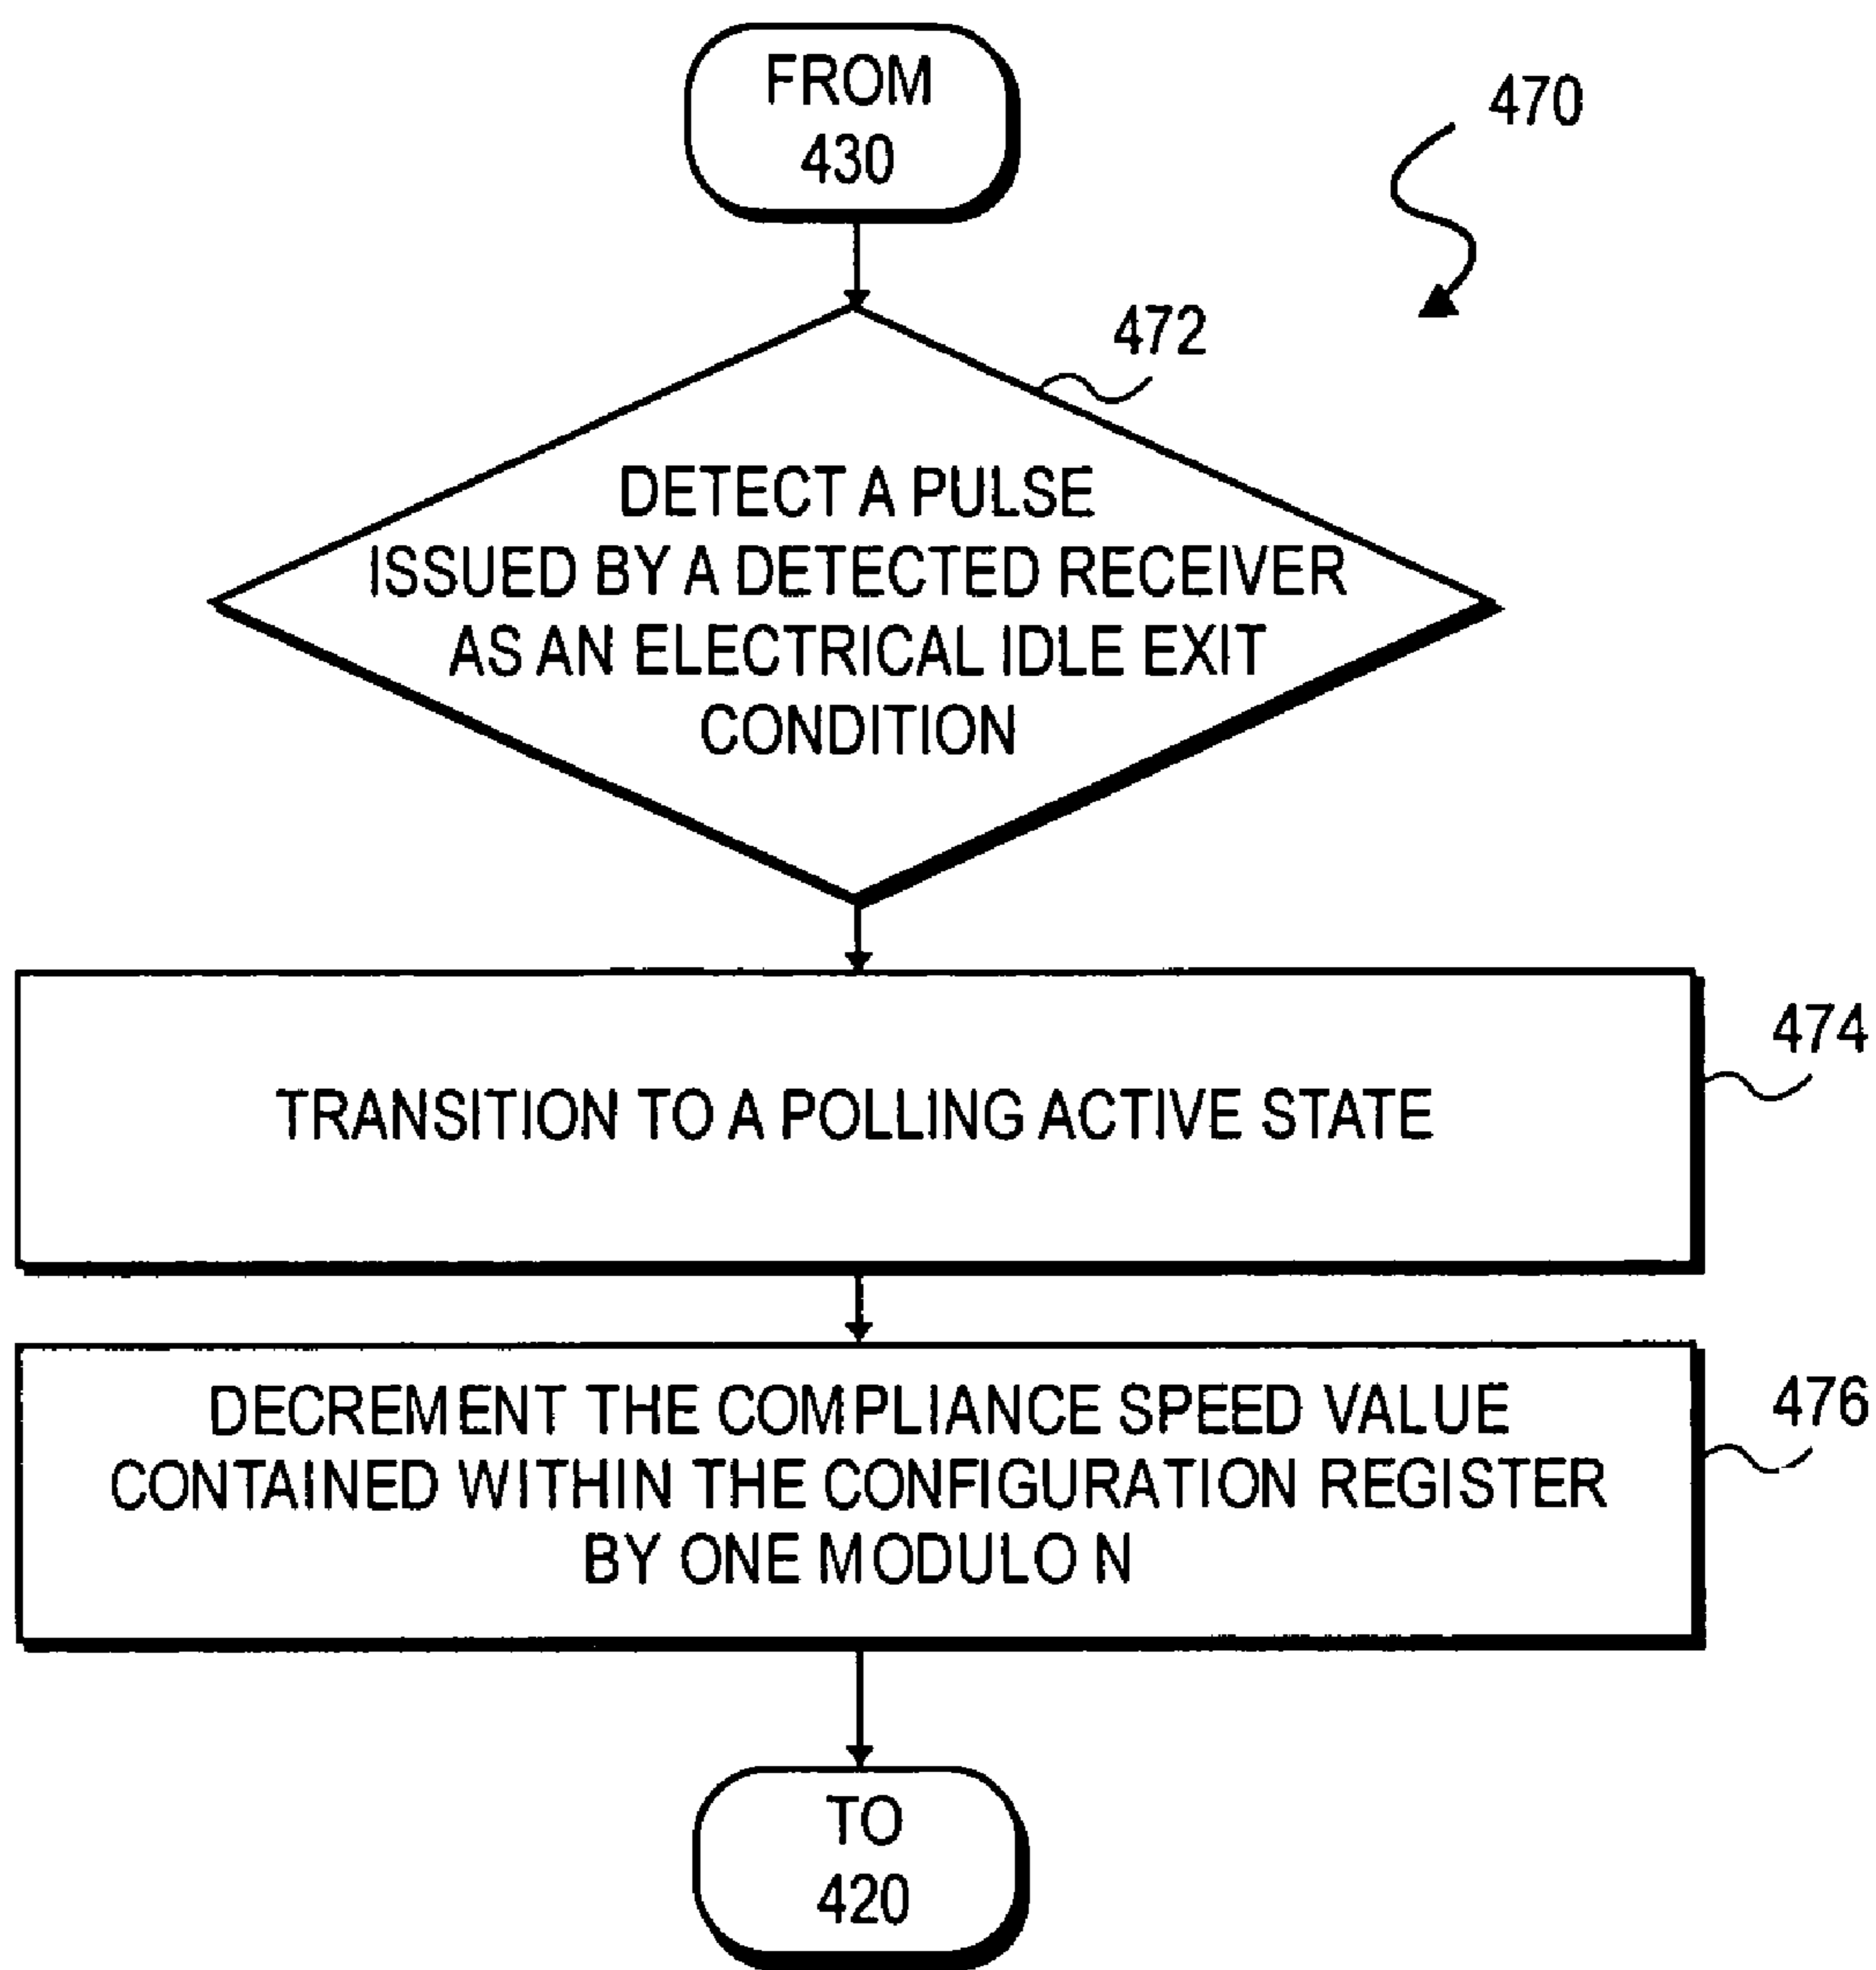 FROM
430
470
472
DETECT A PULSE
ISSUED BY A DETECTED RECEIVER
AS AN ELECTRICAL IDLE EXIT
CONDITION
474
TRANSITION TO A POLLING ACTIVE STATE
476
DECREMENT THE COMPLIANCE SPEED VALUE
CONTAINED WITHIN THE CONFIGURATION REGISTER
BY ONE MODULO N
TO
420